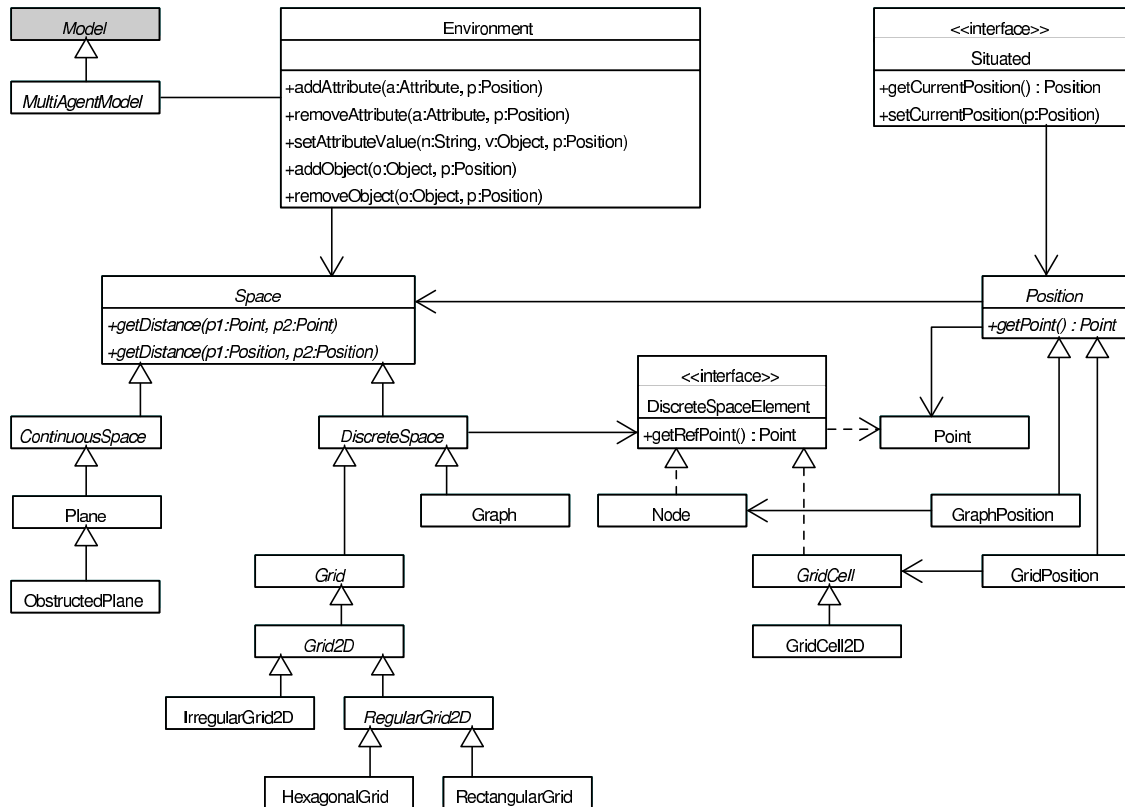 Model
MultiAgentModel
Environment
+addAttribute(a:Attribute, p:Position)
+removeAttribute(a:Attribute, p:Position)
+setAttributeValue(n:String, v:Object, p:Position)
+addObject(o:Object, p:Position)
+removeObject(o:Object, p:Position)
<<interface>>
Situated
+getCurrentPosition() : Position
+setCurrentPosition(p:Position)
Space
+getDistance(p1:Point, p2:Point)
+getDistance(p1:Position, p2:Position)
Position
+getPoint() : Point
ContinuousSpace
DiscreteSpace
<<interface>>
DiscreteSpaceElement
+getRefPoint() : Point
Point
Plane
Graph
Node
GraphPosition
ObstructedPlane
Grid
GridCell
GridPosition
Grid2D
GridCell2D
IrregularGrid2D
RegularGrid2D
HexagonalGrid
RectangularGrid